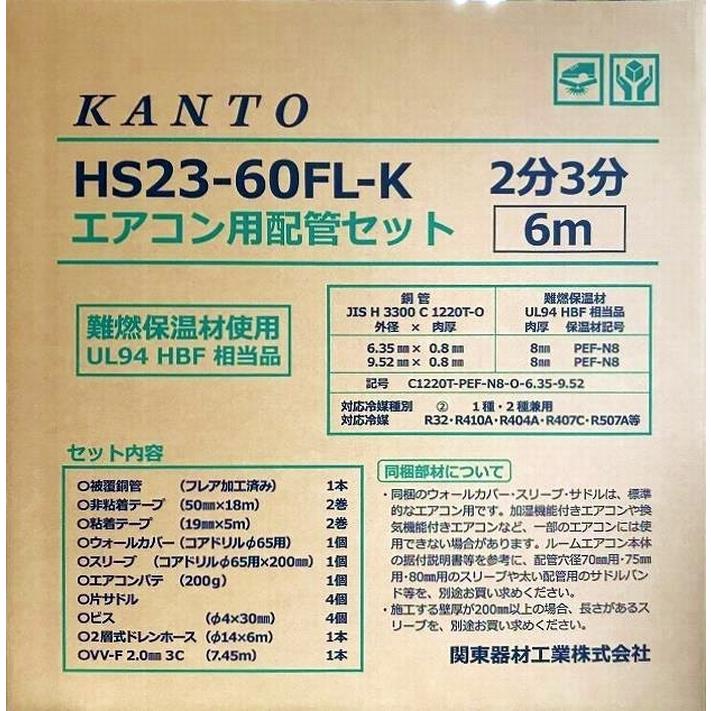 KANTO
HS23-60FL-K 2分3分
エアコン用配管セット 6m
難燃保温材使用
UL94 HBF 相当品
銅管 難燃保温材
JIS H 3300 C 1220T-O UL94 HBF 相当品
外径 × 肉厚 肉厚 保温材記号
6.35㎜× 0.8㎜ 8㎜ PEF-N8
9.52㎜× 0.8㎜ 8㎜ PEF-N8
記号 C1220T-PEF-N8-O-6.35-9.52
対応冷媒種別 ② 1種・2種兼用
対応冷媒 R32・R410A・R404A・R407C・R507A等
セット内容
○被覆銅管 (フレア加工済み) 1本
○非粘着テープ (50㎜×18m) 2巻
○粘着テープ (19㎜×5m) 2巻
○ウォールカバー(コアドリルφ65用) 1個
○スリーブ (コアドリルφ65用×200㎜) 1個
○エアコンパテ (200g) 1個
○片サドル 4個
○ビス (φ4×30㎜) 4個
○2層式ドレンホース (φ14×6m) 1本
○VV-F 2.0㎜ 3C (7.45m) 1本
同梱部材について
・同梱のウォールカバー・スリーブ・サドルは、標準
的なエアコン用です。加湿機能付きエアコンや換
気機能付きエアコンなど、一部のエアコンには使
用できない場合があります。ルームエアコン本体
の据付説明書等を参考に、配管穴径70㎜用・75㎜
用・80㎜用のスリーブや太い配管用のサドルバン
ド等を、別途お買い求めください。
・施工する壁厚が200㎜以上の場合、長さがあるス
リーブを、別途お買い求めください。
関東器材工業株式会社